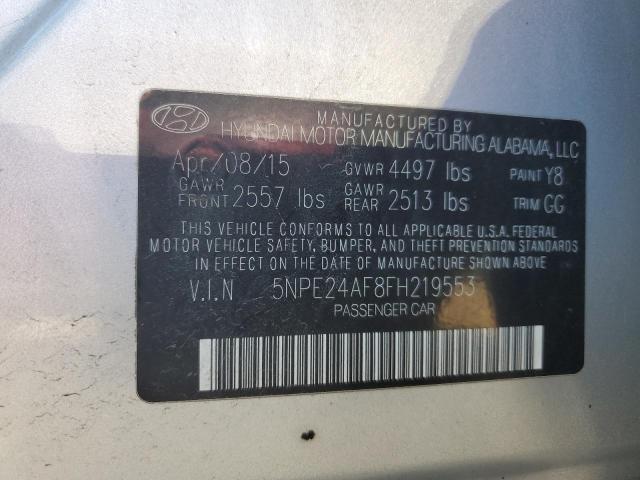 MANUFACTURED BY
HYUNDAI MOTOR MANUFACTURING ALABAMA, LLC
Apr/08/15 GVWR 4497 lbs PAINT Y8
GAWR FRONT 2557 lbs GAWR REAR 2513 lbs TRIM GG
THIS VEHICLE CONFORMS TO ALL APPLICABLE U.S.A. FEDERAL
MOTOR VEHICLE SAFETY, BUMPER, AND THEFT PREVENTION STANDARDS
IN EFFECT ON THE DATE OF MANUFACTURE SHOWN ABOVE.
V.I.N 5NPE24AF8FH219553
PASSENGER CAR